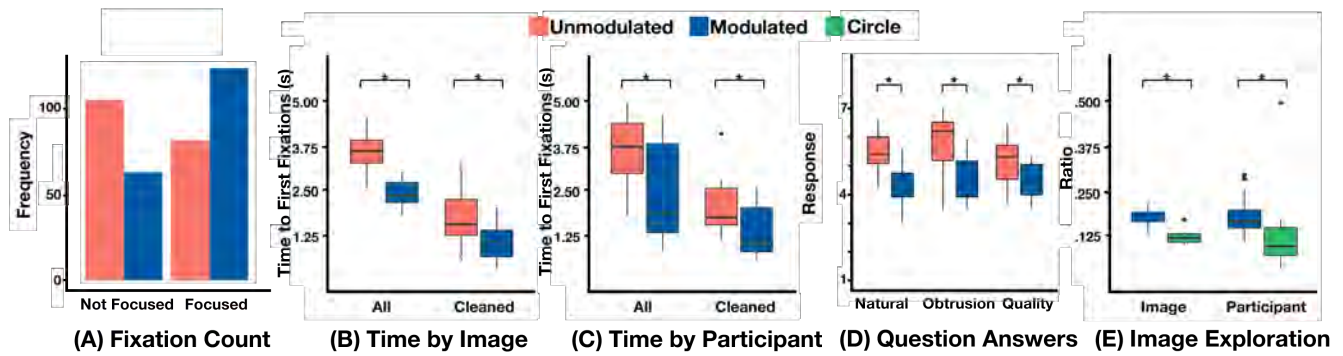 Unmodulated Modulated Circle
Frequency
100
50
0
Not Focused Focused
(A) Fixation Count
Time to First Fixations (s)
5.00
3.75
2.50
1.25
* *
All Cleaned
(B) Time by Image
Time to First Fixations (s)
5.00
3.75
2.50
1.25
* *
All Cleaned
(C) Time by Participant
Response
7
4
1
* * *
Natural Obtrusion Quality
(D) Question Answers
Ratio
.500
.375
.250
.125
* *
Image Participant
(E) Image Exploration